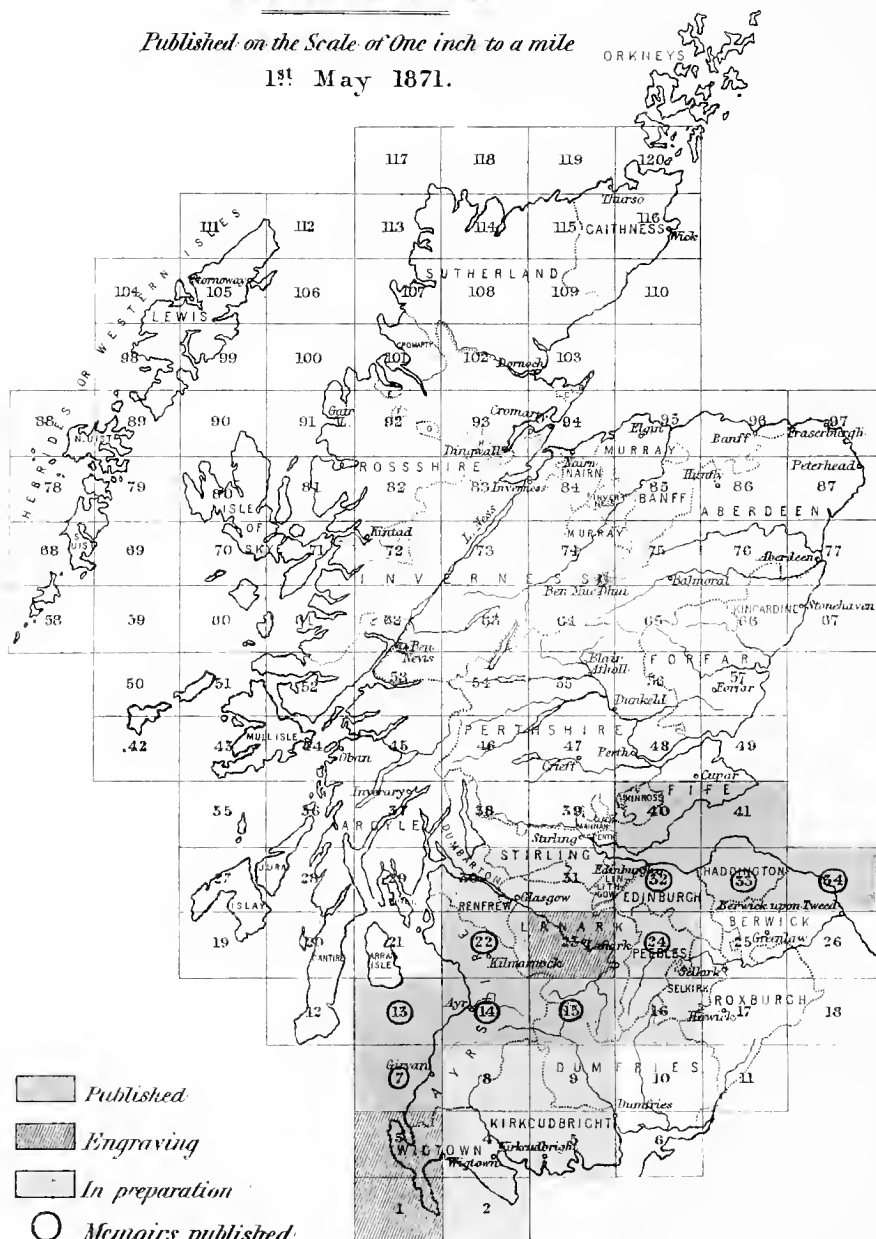 Published on the Scale of One inch to a mile
1st May 1871.
ORKNEYS
117 118 119 120
Thurso
111 112 113 114 115 116
CAITHNESS
Wick
HEBRIDES OR WESTERN ISLES
SUTHERLAND
Stornoway
104 105 106 107 108 109 110
LEWIS
CROMARTY
98 99 100 101 102 103
Dornoch
88 89 90 91 92 93 94 95 96 97
N. UIST
Gair L.
Cromarty
Elgin
Banff
Fraserburgh
Dingwall
MURRAY
ROSSSHIRE
Nairn
NAIRN
Huntly
Peterhead
78 79 80 81 82 83 84 85 86 87
Inverness
INVERNESS
BANFF
ISLE OF SKYE
ABERDEEN
L. Ness
Kintail
MURRAY
68 69 70 71 72 73 74 75 76 77
S. UIST
Aberdeen
INVERNESS
Ben Muc Dhui
Balmoral
KINCARDINE
Stonehaven
58 59 60 61 62 63 64 65 66 67
Ben Nevis
Blair Atholl
FORFAR
50 51 52 53 54 55 56 57
Forfar
Dunkeld
PERTHSHIRE
42 43 44 45 46 47 48 49
MULL ISLE
Oban
Crieff
Perth
Cupar
Inverary
FIFE
KINROSS
35 36 37 38 39 40 41
ARGYLE
Stirling
DUMBARTON
STIRLING
JURA
Edinburgh
HADDINGTON
27 28 29 30 31 32 33 34
LINLITHGOW
ISLAY
Glasgow
EDINBURGH
Berwick upon Tweed
RENFREW
LANARK
BERWICK
19 20 21 22 23 24 25 26
Lanark
Greenlaw
CANTIRE
ARRAN ISLE
Kilmarnock
PEEBLES
Selkirk
SELKIRK
ROXBURGH
Ayr
AYRSHIRE
12 13 14 15 16 17 18
Hawick
Girvan
DUMFRIES
7 8 9 10 11
Dumfries
KIRKCUDBRIGHT
3 4 5 6
WIGTOWN
Wigtown
Kirkcudbright
1 2
Published
Engraving
In preparation
Memoirs published